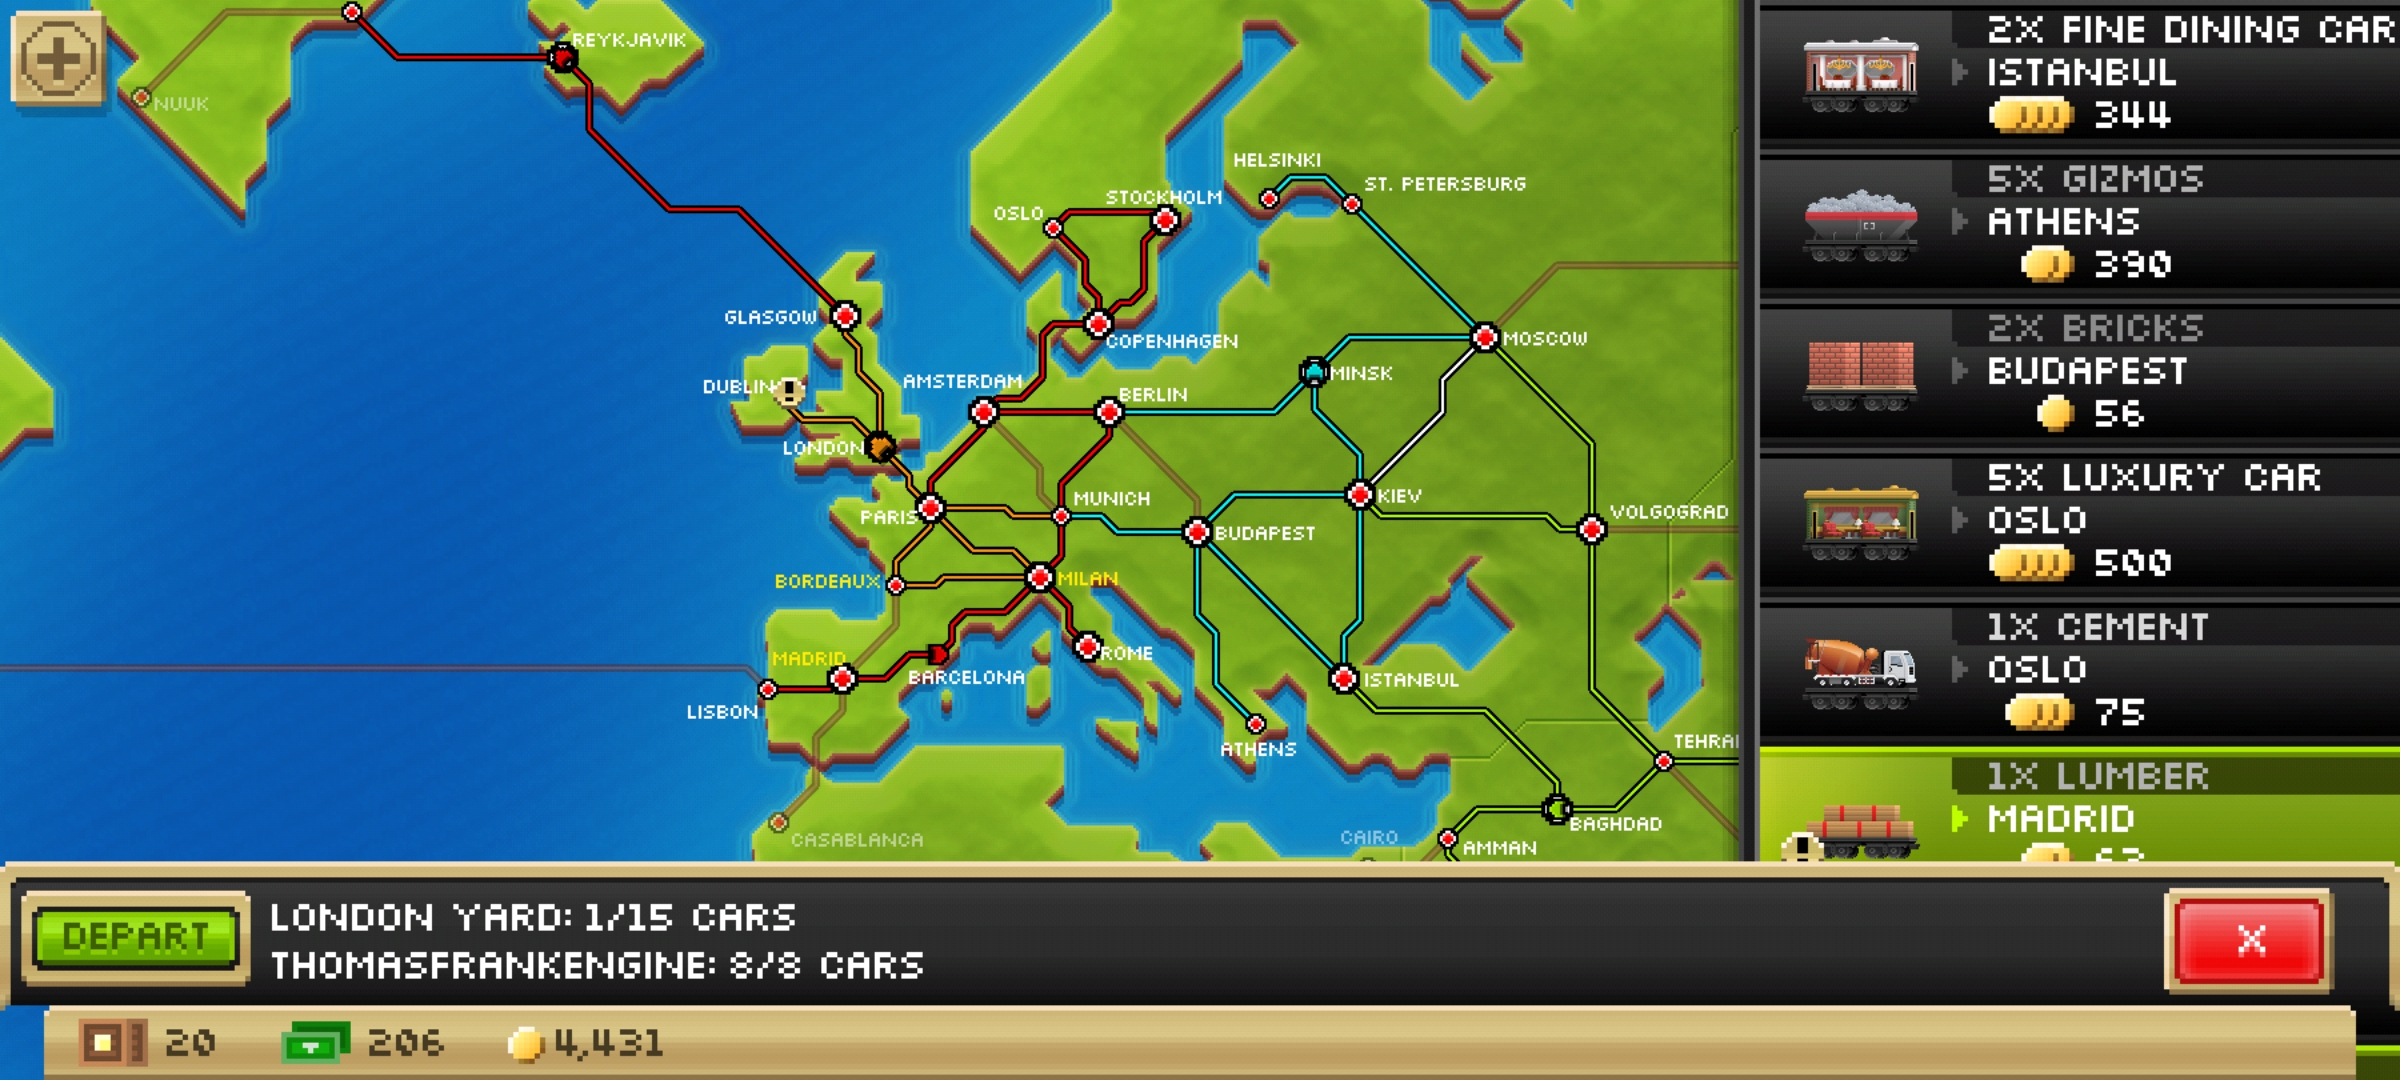 REYKJAVIK
NUUK
HELSINKI
ST. PETERSBURG
STOCKHOLM
OSLO
GLASGOW
COPENHAGEN
MOSCOW
DUBLIN
AMSTERDAM
BERLIN
MINSK
LONDON
MUNICH
KIEV
PARIS
BUDAPEST
VOLGOGRAD
BORDEAUX
MILAN
MADRID
ROME
BARCELONA
ISTANBUL
LISBON
ATHENS
TEHRA
CASABLANCA
CAIRO
AMMAN
BAGHDAD
2X FINE DINING CAR
ISTANBUL
344
5X GIZMOS
ATHENS
390
2X BRICKS
BUDAPEST
56
5X LUXURY CAR
OSLO
500
1X CEMENT
OSLO
75
1X LUMBER
MADRID
DEPART
LONDON YARD: 1/15 CARS
THOMASFRANKENGINE: 8/8 CARS
X
20
206
4,431